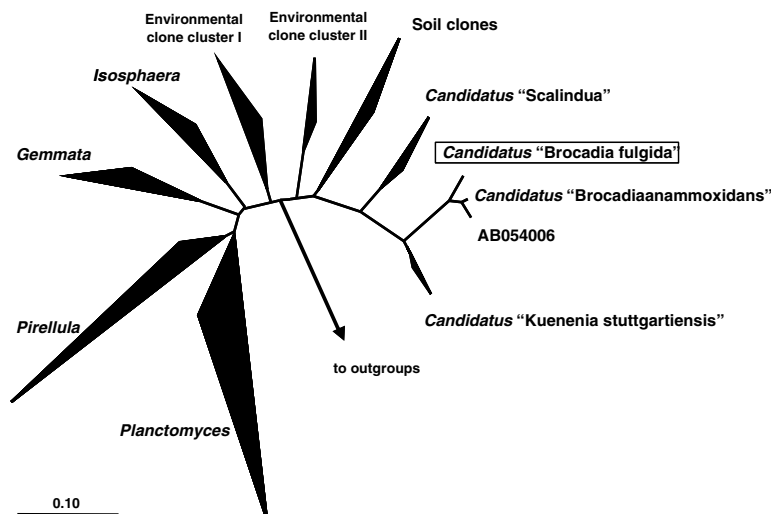 Environmental
clone cluster I
Environmental
clone cluster II
Soil clones
Isosphaera
Candidatus “Scalindua”
Gemmata
Candidatus “Brocadia fulgida”
Candidatus “Brocadiaanammoxidans”
AB054006
Pirellula
Candidatus “Kuenenia stuttgartiensis”
to outgroups
Planctomyces
0.10